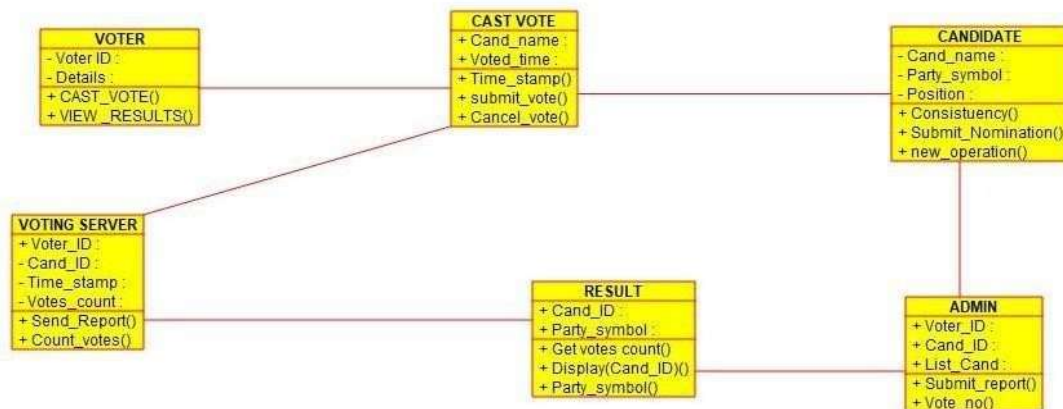 VOTER
- Voter ID :
- Details :
+ CAST_VOTE()
+ VIEW _RESULTS()
CAST VOTE
+ Cand_name :
+ Voted_time :
+ Time_stamp()
+ submit_vote()
+ Cancel_vote()
CANDIDATE
- Cand_name :
- Party_symbol :
- Position :
+ Consistuency()
+ Submit_Nomination()
+ new_operation()
VOTING SERVER
+ Voter_ID :
- Cand_ID :
- Time_stamp :
- Votes_count :
+ Send_Report()
+ Count_votes()
RESULT
+ Cand_ID :
+ Party_symbol :
+ Get votes count()
+ Display(Cand_ID)()
+ Party_symbol()
ADMIN
+ Voter_ID :
+ Cand_ID :
+ List_Cand :
+ Submit_report()
+ Vote_no()